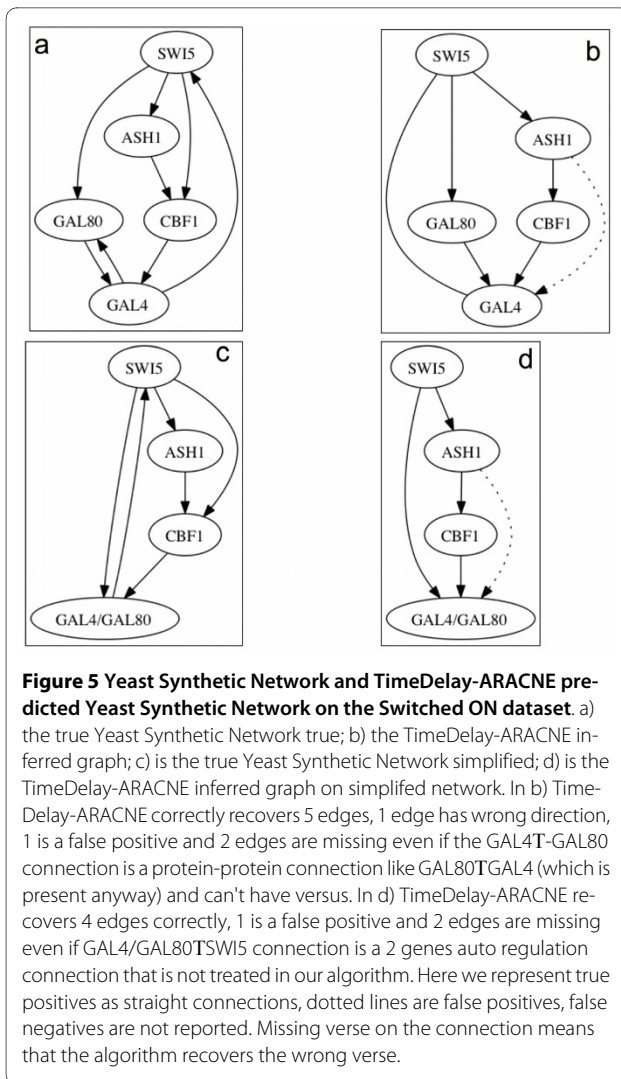 a
SWI5
ASH1
GAL80
CBF1
GAL4
b
SWI5
ASH1
GAL80
CBF1
GAL4
c
SWI5
ASH1
CBF1
GAL4/GAL80
d
SWI5
ASH1
CBF1
GAL4/GAL80
Figure 5 Yeast Synthetic Network and TimeDelay-ARACNE pre-
dicted Yeast Synthetic Network on the Switched ON dataset. a)
the true Yeast Synthetic Network true; b) the TimeDelay-ARACNE in-
ferred graph; c) is the true Yeast Synthetic Network simplified; d) is the
TimeDelay-ARACNE inferred graph on simplifed network. In b) Time-
Delay-ARACNE correctly recovers 5 edges, 1 edge has wrong direction,
1 is a false positive and 2 edges are missing even if the GAL4T-GAL80
connection is a protein-protein connection like GAL80TGAL4 (which is
present anyway) and can't have versus. In d) TimeDelay-ARACNE re-
covers 4 edges correctly, 1 is a false positive and 2 edges are missing
even if GAL4/GAL80TSWI5 connection is a 2 genes auto regulation
connection that is not treated in our algorithm. Here we represent true
positives as straight connections, dotted lines are false positives, false
negatives are not reported. Missing verse on the connection means
that the algorithm recovers the wrong verse.